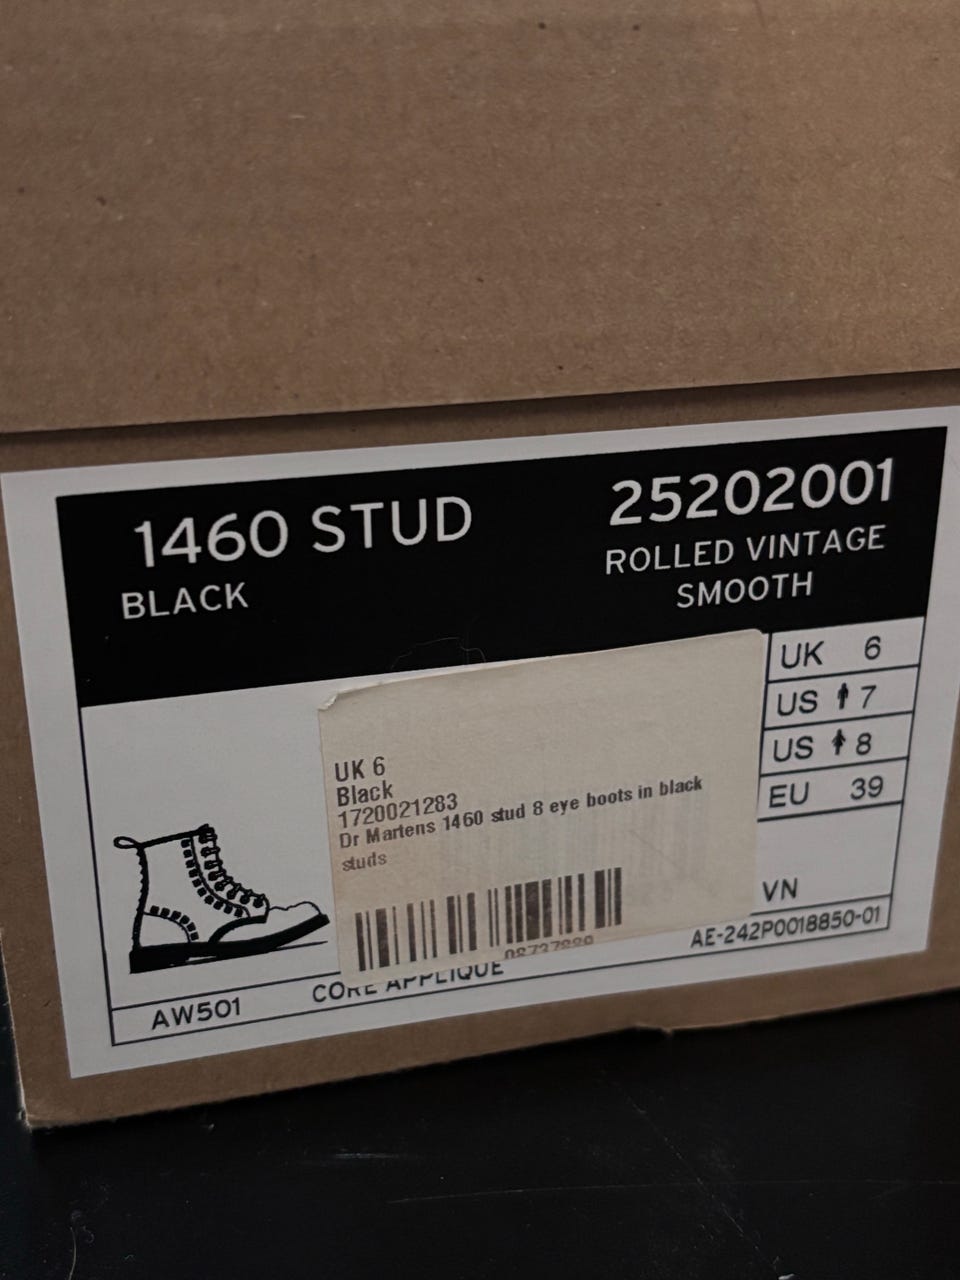 1460 STUD
BLACK
25202001
ROLLED VINTAGE
SMOOTH
UK 6
US 7
US 8
EU 39
UK 6
Black
1720021283
Dr Martens 1460 stud 8 eye boots in black
studs
VN
AE-242P0018850-01
CORE APPLIQUE
AW501